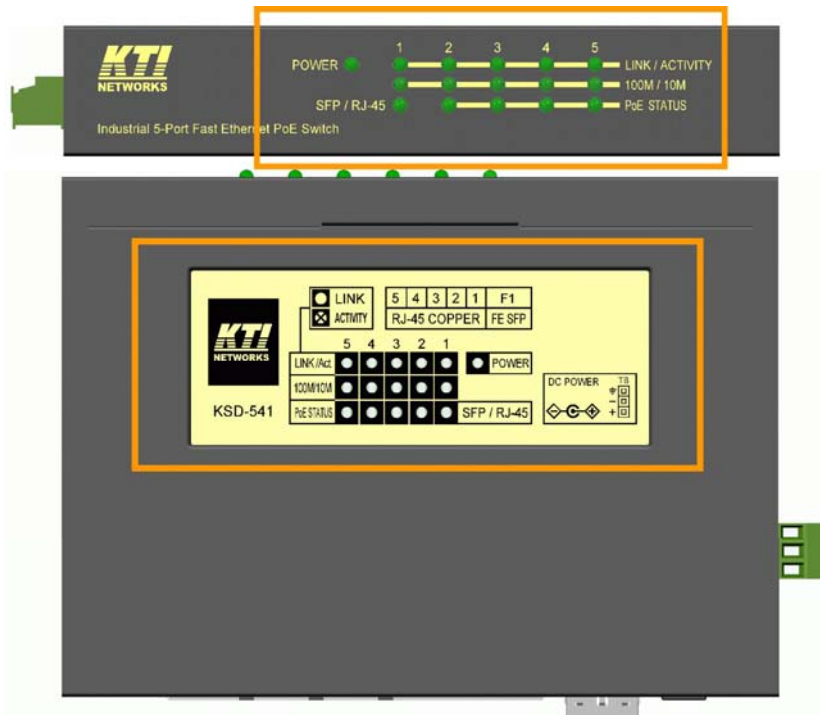 1 2 3 4 5
POWER LINK / ACTIVITY
100M / 10M
SFP / RJ-45 PoE STATUS
KTI
NETWORKS
Industrial 5-Port Fast Ethernet PoE Switch
LINK 5 4 3 2 1 F1
ACTIVITY RJ-45 COPPER FE SFP
5 4 3 2 1
KTI
NETWORKS
LINK/Act. POWER
100M/10M
KSD-541 PoE STATUS SFP / RJ-45
DC POWER TB
- C +
-
+